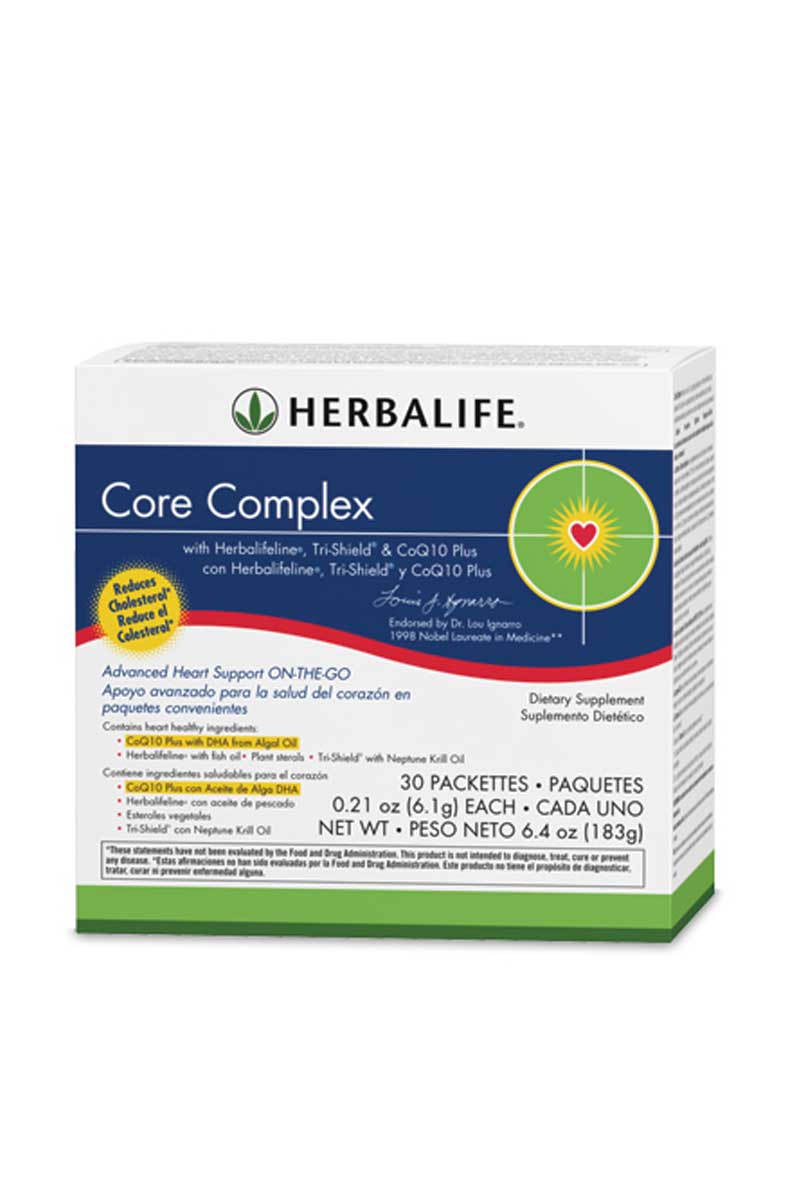 HERBALIFE®
Core Complex
with Herbalifeline®, Tri-Shield® & CoQ10 Plus
con Herbalifeline®, Tri-Shield® y CoQ10 Plus
Louis J. Ignarro
Endorsed by Dr. Lou Ignarro
1998 Nobel Laureate in Medicine**
Reduces
Cholesterol*
Reduce el
Colesterol*
Advanced Heart Support ON-THE-GO
Apoyo avanzado para la salud del corazón en
paquetes convenientes
Dietary Supplement
Suplemento Dietético
Contains heart healthy ingredients:
• CoQ10 Plus with DHA from Algal Oil
• Herbalifeline® with fish oil • Plant sterols • Tri-Shield® with Neptune Krill Oil
Contiene ingredientes saludables para el corazón
• CoQ10 Plus con Aceite de Alga DHA
• Herbalifeline® con aceite de pescado
• Esteroles vegetales
• Tri-Shield® con Neptune Krill Oil
30 PACKETTES • PAQUETES
0.21 oz (6.1g) EACH • CADA UNO
NET WT • PESO NETO 6.4 oz (183g)
*These statements have not been evaluated by the Food and Drug Administration. This product is not intended to diagnose, treat, cure or prevent
any disease. *Estas afirmaciones no han sido evaluadas por la Food and Drug Administration. Este producto no tiene el propósito de diagnosticar,
tratar, curar ni prevenir enfermedad alguna.